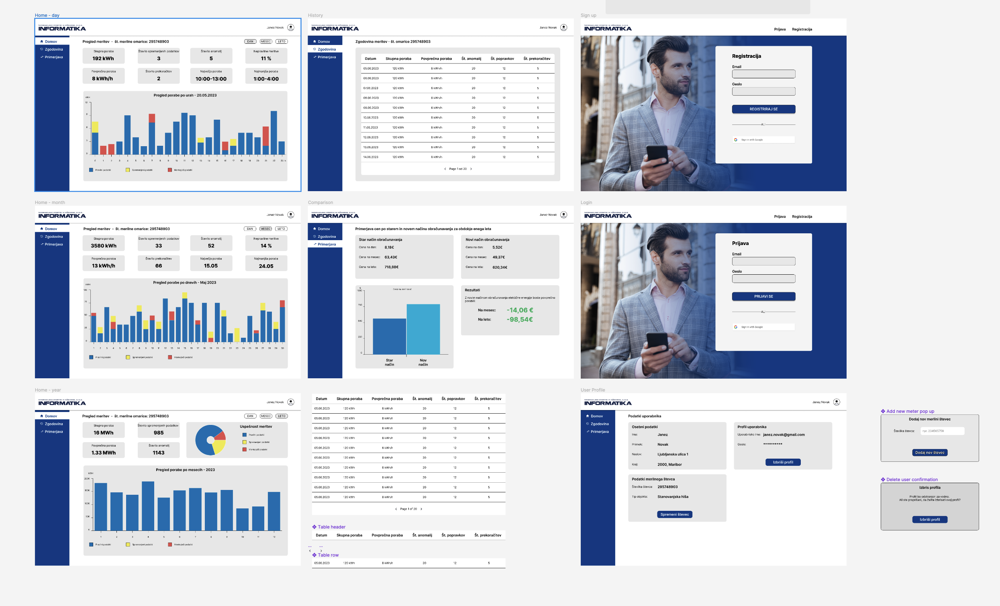 Home - day
INFORMACIJSKE STORITVE IN INŽENIRING, D.O.O.
INFORMATIKA
Janez Novak
Domov
Zgodovina
Primerjava
Pregled meritev - št. merilne omarice: 295748903
DAN MESEC LETO
Skupna poraba Število spremenjenih podatkov Število anomalij Nepravilne meritve
192 kWh 3 5 11 %
Povprečna poraba Število prekoračitev Največja poraba Najmanjša poraba
8 kWh/h 2 10:00-13:00 1:00-4:00
Pregled porabe po urah - 20.05.2023
kWH
12
9
6
3
0
0 1 2 3 4 5 6 7 8 9 10 11 12 13 14 15 16 17 18 19 20 21 22 23 h
Pravilni podatki Spremenjeni podatki Manjkajoči podatki
History
INFORMACIJSKE STORITVE IN INŽENIRING, D.O.O.
INFORMATIKA
Janez Novak
Domov
Zgodovina
Primerjava
Zgodovina meritev - št. omarice 295748903
Datum Skupna poraba Povprečna poraba Št. anomalij Št. popravkov Št. prekoračitev
05.06.2023 120 kWh 8 kWh/h 20 12 5
06.06.2023 120 kWh 8 kWh/h 20 12 5
07.06.2023 120 kWh 8 kWh/h 20 12 5
08.06.2023 120 kWh 8 kWh/h 20 12 5
09.06.2023 120 kWh 8 kWh/h 20 12 5
10.06.2023 120 kWh 8 kWh/h 20 12 5
11.06.2023 120 kWh 8 kWh/h 20 12 5
12.06.2023 120 kWh 8 kWh/h 20 12 5
13.06.2023 120 kWh 8 kWh/h 20 12 5
14.06.2023 120 kWh 8 kWh/h 20 12 5
Page 1 od 20
Sign up
INFORMACIJSKE STORITVE IN INŽENIRING, D.O.O.
INFORMATIKA
Prijava Registracija
Registracija
Email
Geslo
REGISTRIRAJ SE
ALI
Sign in with Google
Home - month
INFORMACIJSKE STORITVE IN INŽENIRING, D.O.O.
INFORMATIKA
Janez Novak
Domov
Zgodovina
Primerjava
Pregled meritev - št. merilne omarice: 295748903
DAN MESEC LETO
Skupna poraba Število spremenjenih podatkov Število anomalij Nepravilne meritve
3580 kWh 33 52 14 %
Povprečna poraba Število prekoračitev Največja poraba Najmanjša poraba
13 kWh/h 66 15.05 24.05
Pregled porabe po dnevih - Maj 2023
kWH
100
75
50
25
0
1 2 3 4 5 6 7 8 9 10 11 12 13 14 15 16 17 18 19 20 21 22 23 24 25 26 27 28 29 30
Pravilni podatki Spremenjeni podatki Manjkajoči podatki
Comparison
INFORMACIJSKE STORITVE IN INŽENIRING, D.O.O.
INFORMATIKA
Janez Novak
Domov
Zgodovina
Primerjava
Primerjava cen po starem in novem načinu obračunavanja za obdobje enega leta
Star način obračunavanja
Cena na dan: 8,18€
Cena na mesec: 63,43€
Cena na leto: 718,88€
Novi način obračunavanja
Cena na dan: 5,52€
Cena na mesec: 49,37€
Cena na leto: 620,34€
€
Cena na letni ravni
1000
750
500
250
0
Star
način
Nov
način
Rezultati
Z novim načinom obračunavanja električne energije boste povprečno
porabili:
Na mesec: -14,06 €
Na leto: -98,54€
Login
INFORMACIJSKE STORITVE IN INŽENIRING, D.O.O.
INFORMATIKA
Prijava Registracija
Prijava
Email
Geslo
PRIJAVI SE
ALI
Sign in with Google
Home - year
INFORMACIJSKE STORITVE IN INŽENIRING, D.O.O.
INFORMATIKA
Janez Novak
Domov
Zgodovina
Primerjava
Pregled meritev - št. merilne omarice: 295748903
DAN MESEC LETO
Skupna poraba Število spremenjenih podatkov
16 MWh 985
Povprečna poraba Število anomalij
1.33 MWh 1143
Uspešnost meritev
Pravilni podatki
Spremenjeni podatki
Manjkajoči podatki
Pregled porabe po mesecih - 2023
kWH
2000
1500
1000
500
0
1 2 3 4 5 6 7 8 9 10 11 12
Pravilni podatki Spremenjeni podatki Manjkajoči podatki
Datum Skupna poraba Povprečna poraba Št. anomalij Št. popravkov Št. prekoračitev
05.06.2023 120 kWh 8 kWh/h 20 12 5
05.06.2023 120 kWh 8 kWh/h 20 12 5
05.06.2023 120 kWh 8 kWh/h 20 12 5
05.06.2023 120 kWh 8 kWh/h 20 12 5
05.06.2023 120 kWh 8 kWh/h 20 12 5
05.06.2023 120 kWh 8 kWh/h 20 12 5
05.06.2023 120 kWh 8 kWh/h 20 12 5
05.06.2023 120 kWh 8 kWh/h 20 12 5
05.06.2023 120 kWh 8 kWh/h 20 12 5
05.06.2023 120 kWh 8 kWh/h 20 12 5
Page 1 of 20
Table header
Datum Skupna poraba Povprečna poraba Št. anomalij Št. popravkov Št. prekoračitev
... ...
Table row
05.06.2023 120 kWh 8 kWh/h 20 12 5
User Profile
INFORMACIJSKE STORITVE IN INŽENIRING, D.O.O.
INFORMATIKA
Janez Novak
Domov
Zgodovina
Primerjava
Podatki uporabnika
Osebni podatki
Ime: Janez
Priimek: Novak
Naslov: Ljubljanska ulica 1
Kraj: 2000, Maribor
Profil uporabnika
Uporabnisko ime: janez.novak@gmail.com
Geslo: **********
Izbriši profil
Podatki merilnega števca
Številka števca: 295748903
Tip objekta: Stanovanjska hiša
Spremeni števec
Add new meter pop up
Dodaj nov merilni števec
Številka števca: npr. 234565759
Dodaj nov števec
Delete user confirmation
Izbris profila
Profil bo odstranjen za vedno.
Ali ste prepričani, da želite izbrisati svoj profil?
Izbriši profil